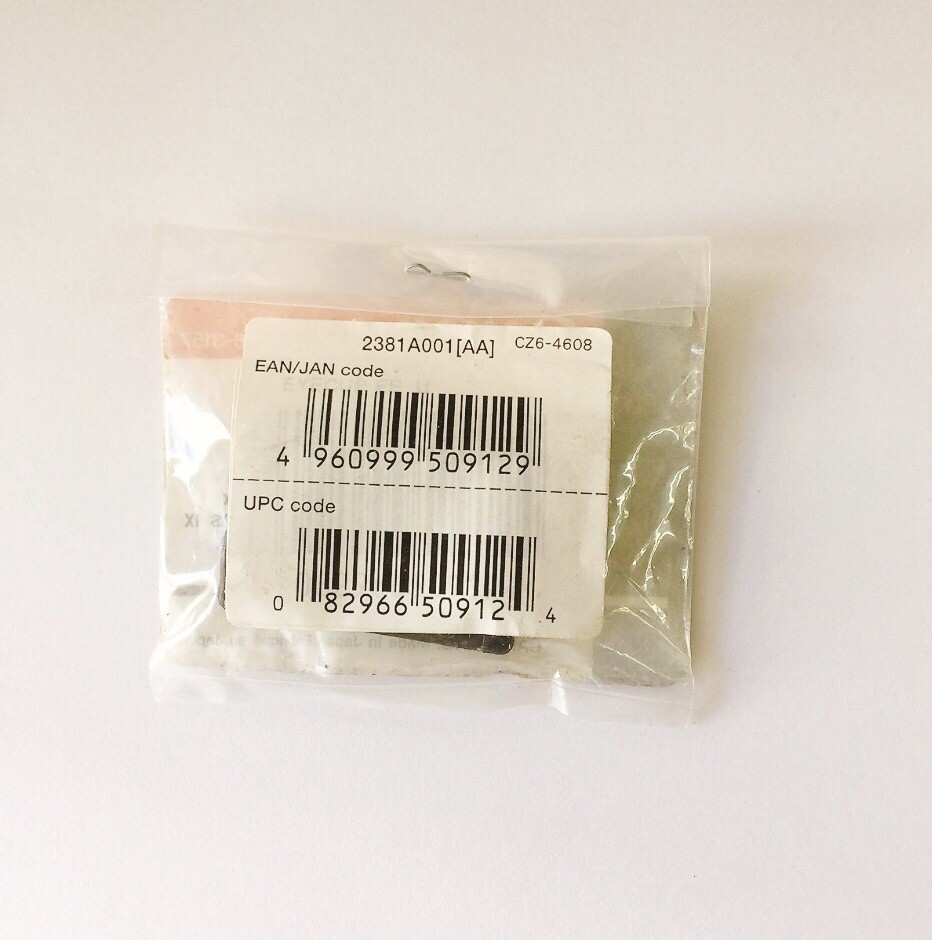 2381A001[AA] CZ6-4608
EAN/JAN code
4 960999 509129
UPC code
0 82966 50912 4